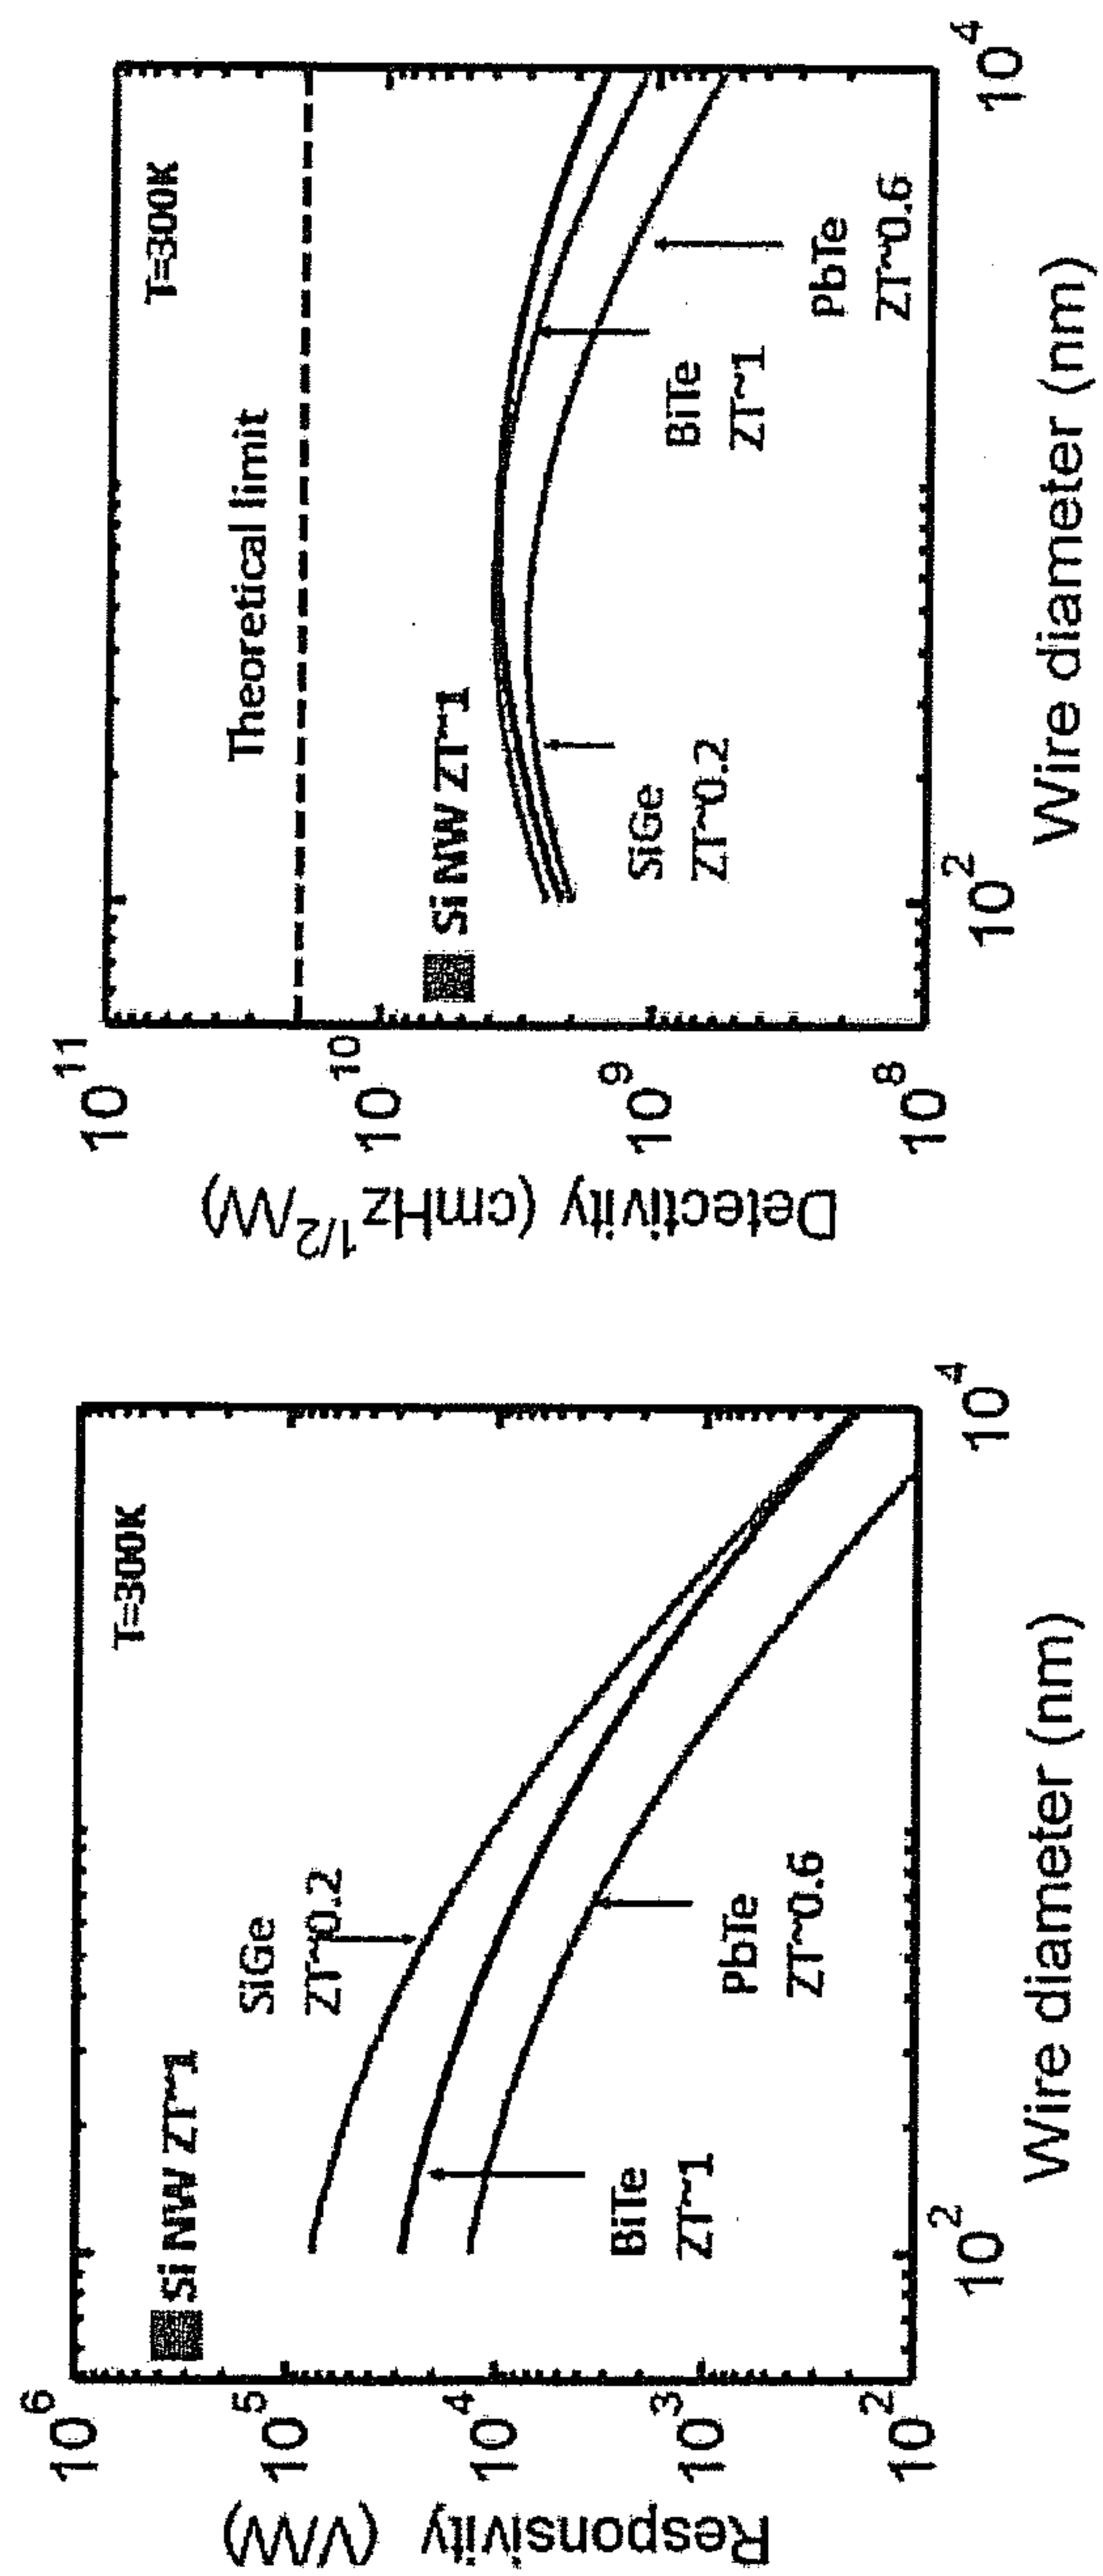 Responsivity (V/W)
10^6
10^5
10^4
10^3
10^2
T=300K
Si NW ZT~1
SiGe
ZT~0.2
BiTe
ZT~1
PbTe
ZT~0.6
10^2
10^4
Wire diameter (nm)
Detectivity (cmHz^1/2/W)
10^11
10^10
10^9
10^8
T=300K
Theoretical limit
Si NW ZT~1
SiGe
ZT~0.2
BiTe
ZT~1
PbTe
ZT~0.6
10^2
10^4
Wire diameter (nm)